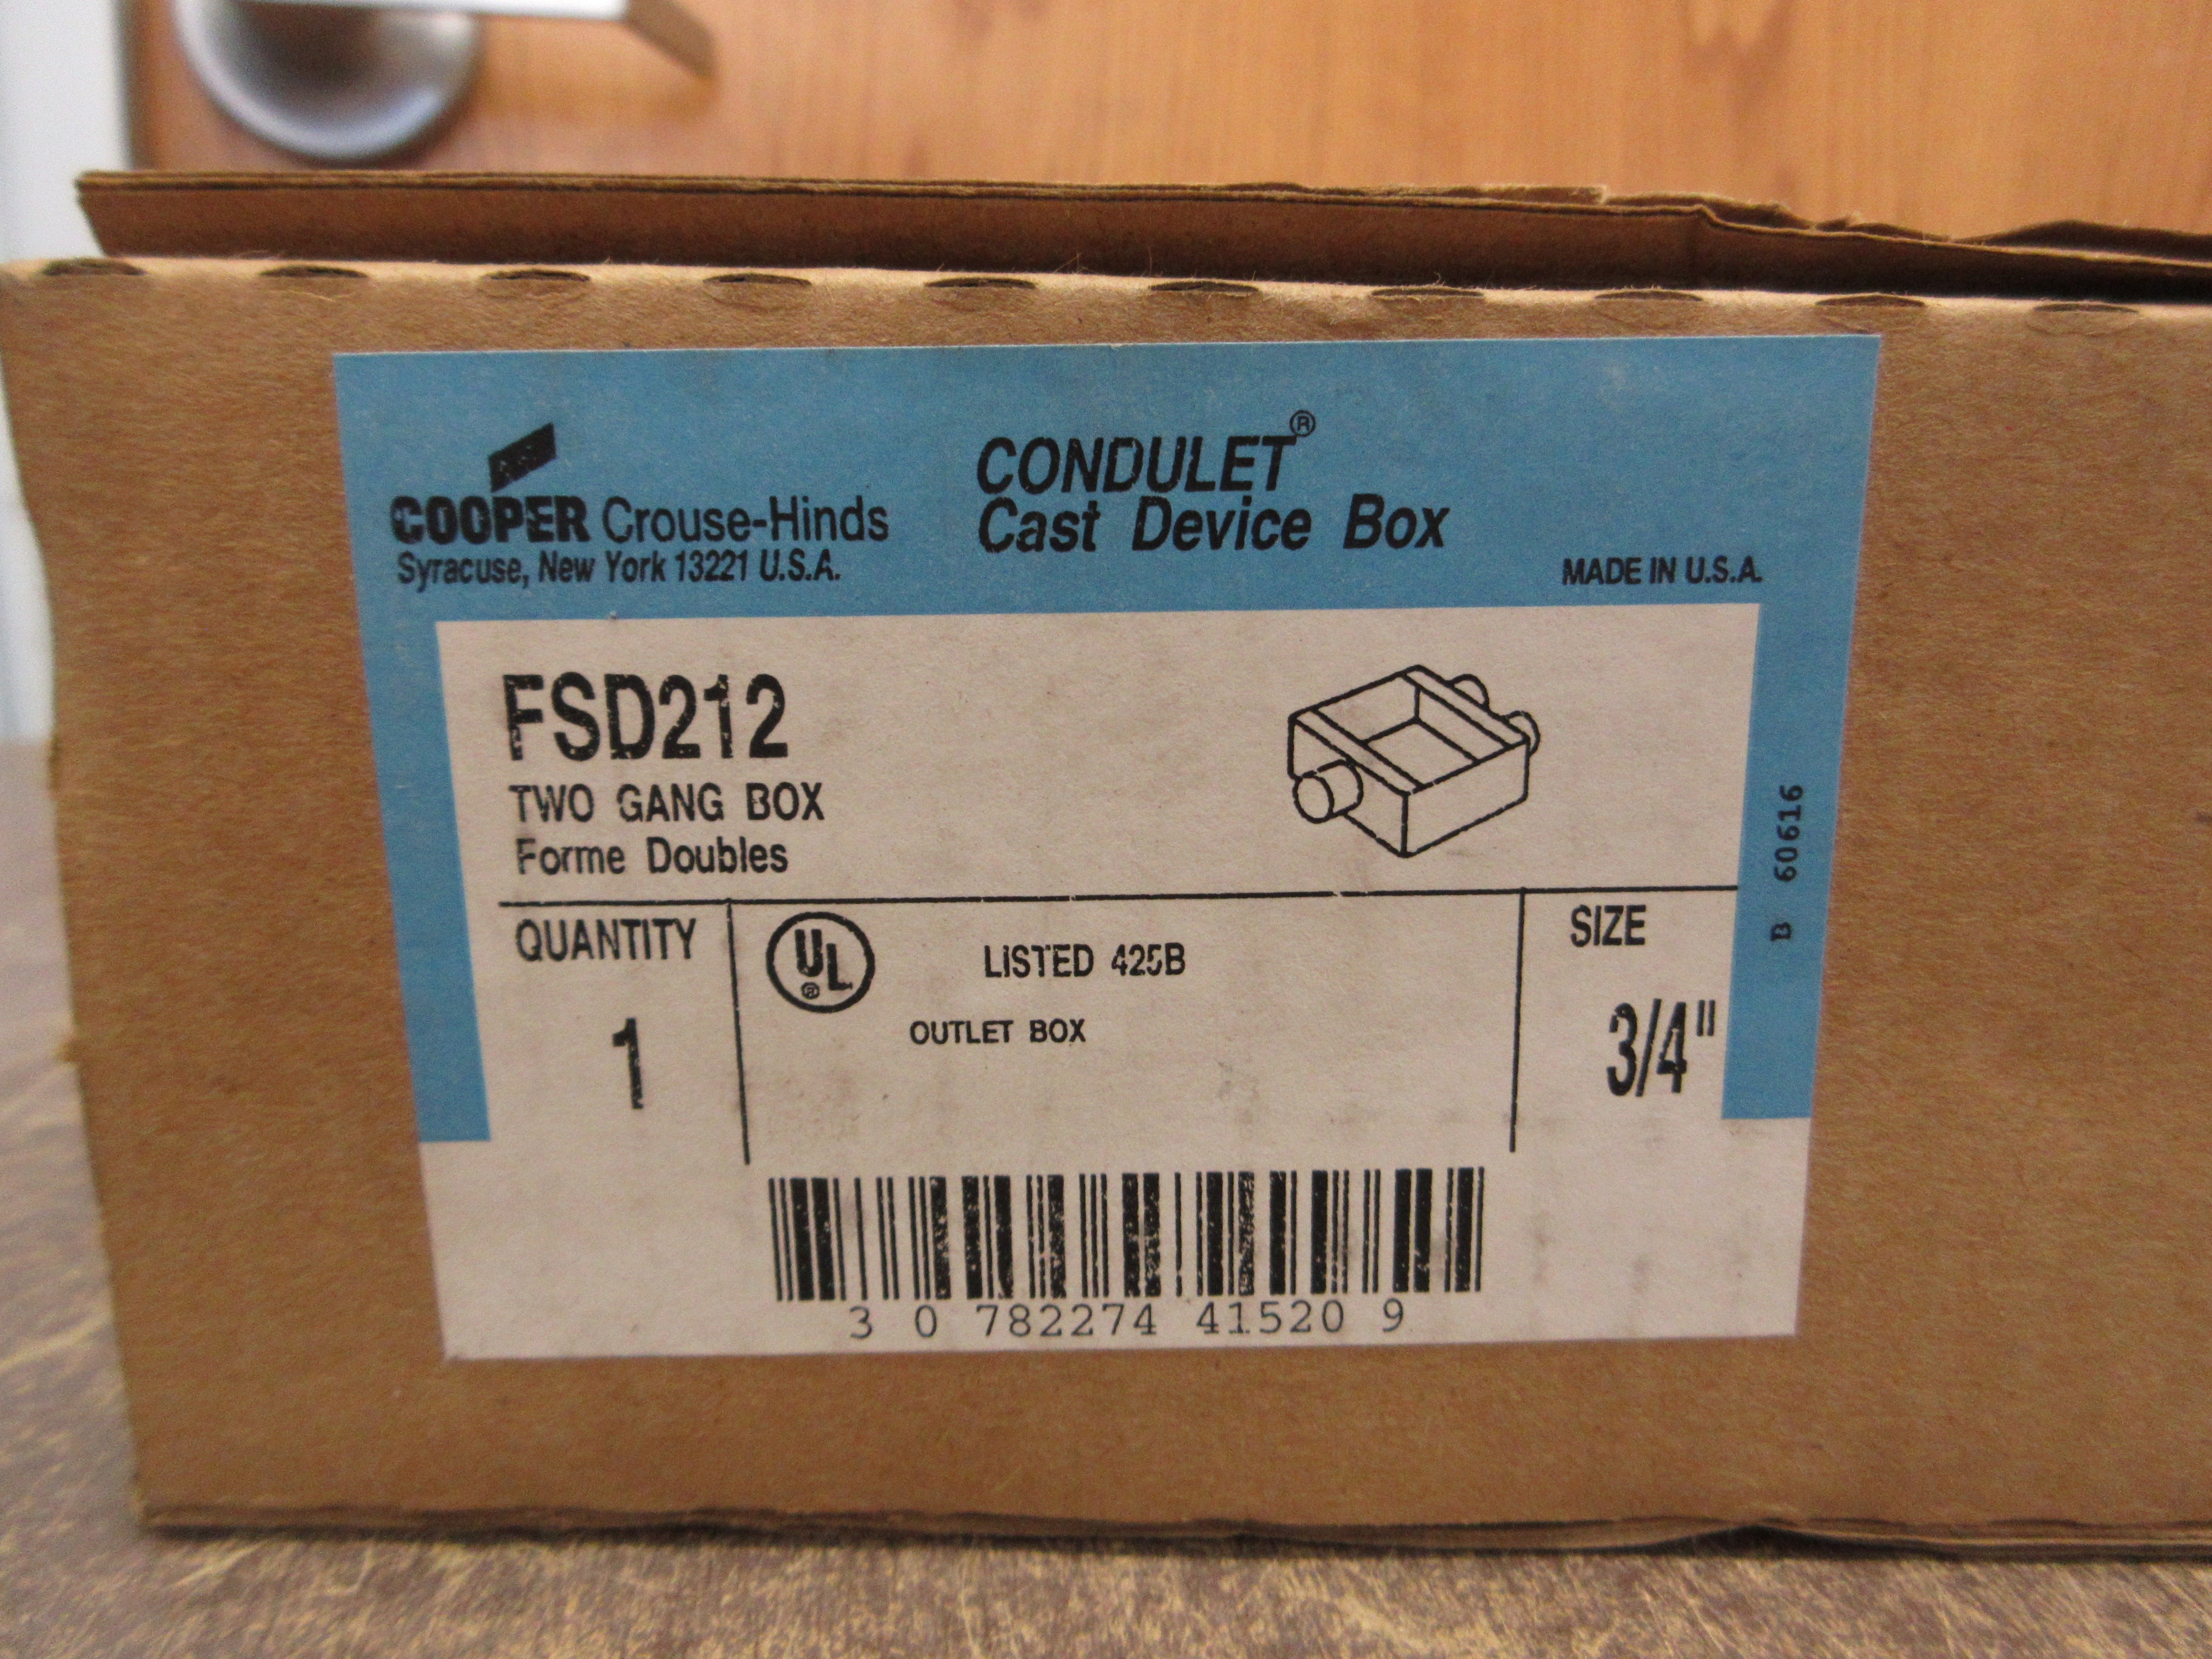 COOPER Crouse-Hinds
Syracuse, New York 13221 U.S.A.
CONDULET®
Cast Device Box
MADE IN U.S.A.
FSD212
TWO GANG BOX
Forme Doubles
QUANTITY
1
UL®
LISTED 425B
OUTLET BOX
SIZE
3/4"
B 60616
3 0 782274 41520 9